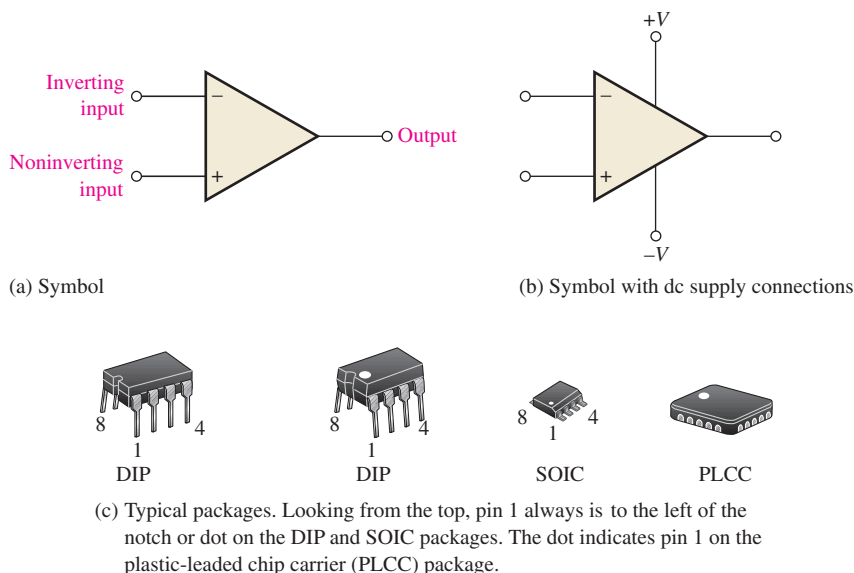 +V
Inverting
input
−
Output
Noninverting
input
+
−
+
−V
(a) Symbol
(b) Symbol with dc supply connections
8
1
4
DIP
8
1
4
DIP
8
1
4
SOIC
PLCC
(c) Typical packages. Looking from the top, pin 1 always is to the left of the
notch or dot on the DIP and SOIC packages. The dot indicates pin 1 on the
plastic-leaded chip carrier (PLCC) package.